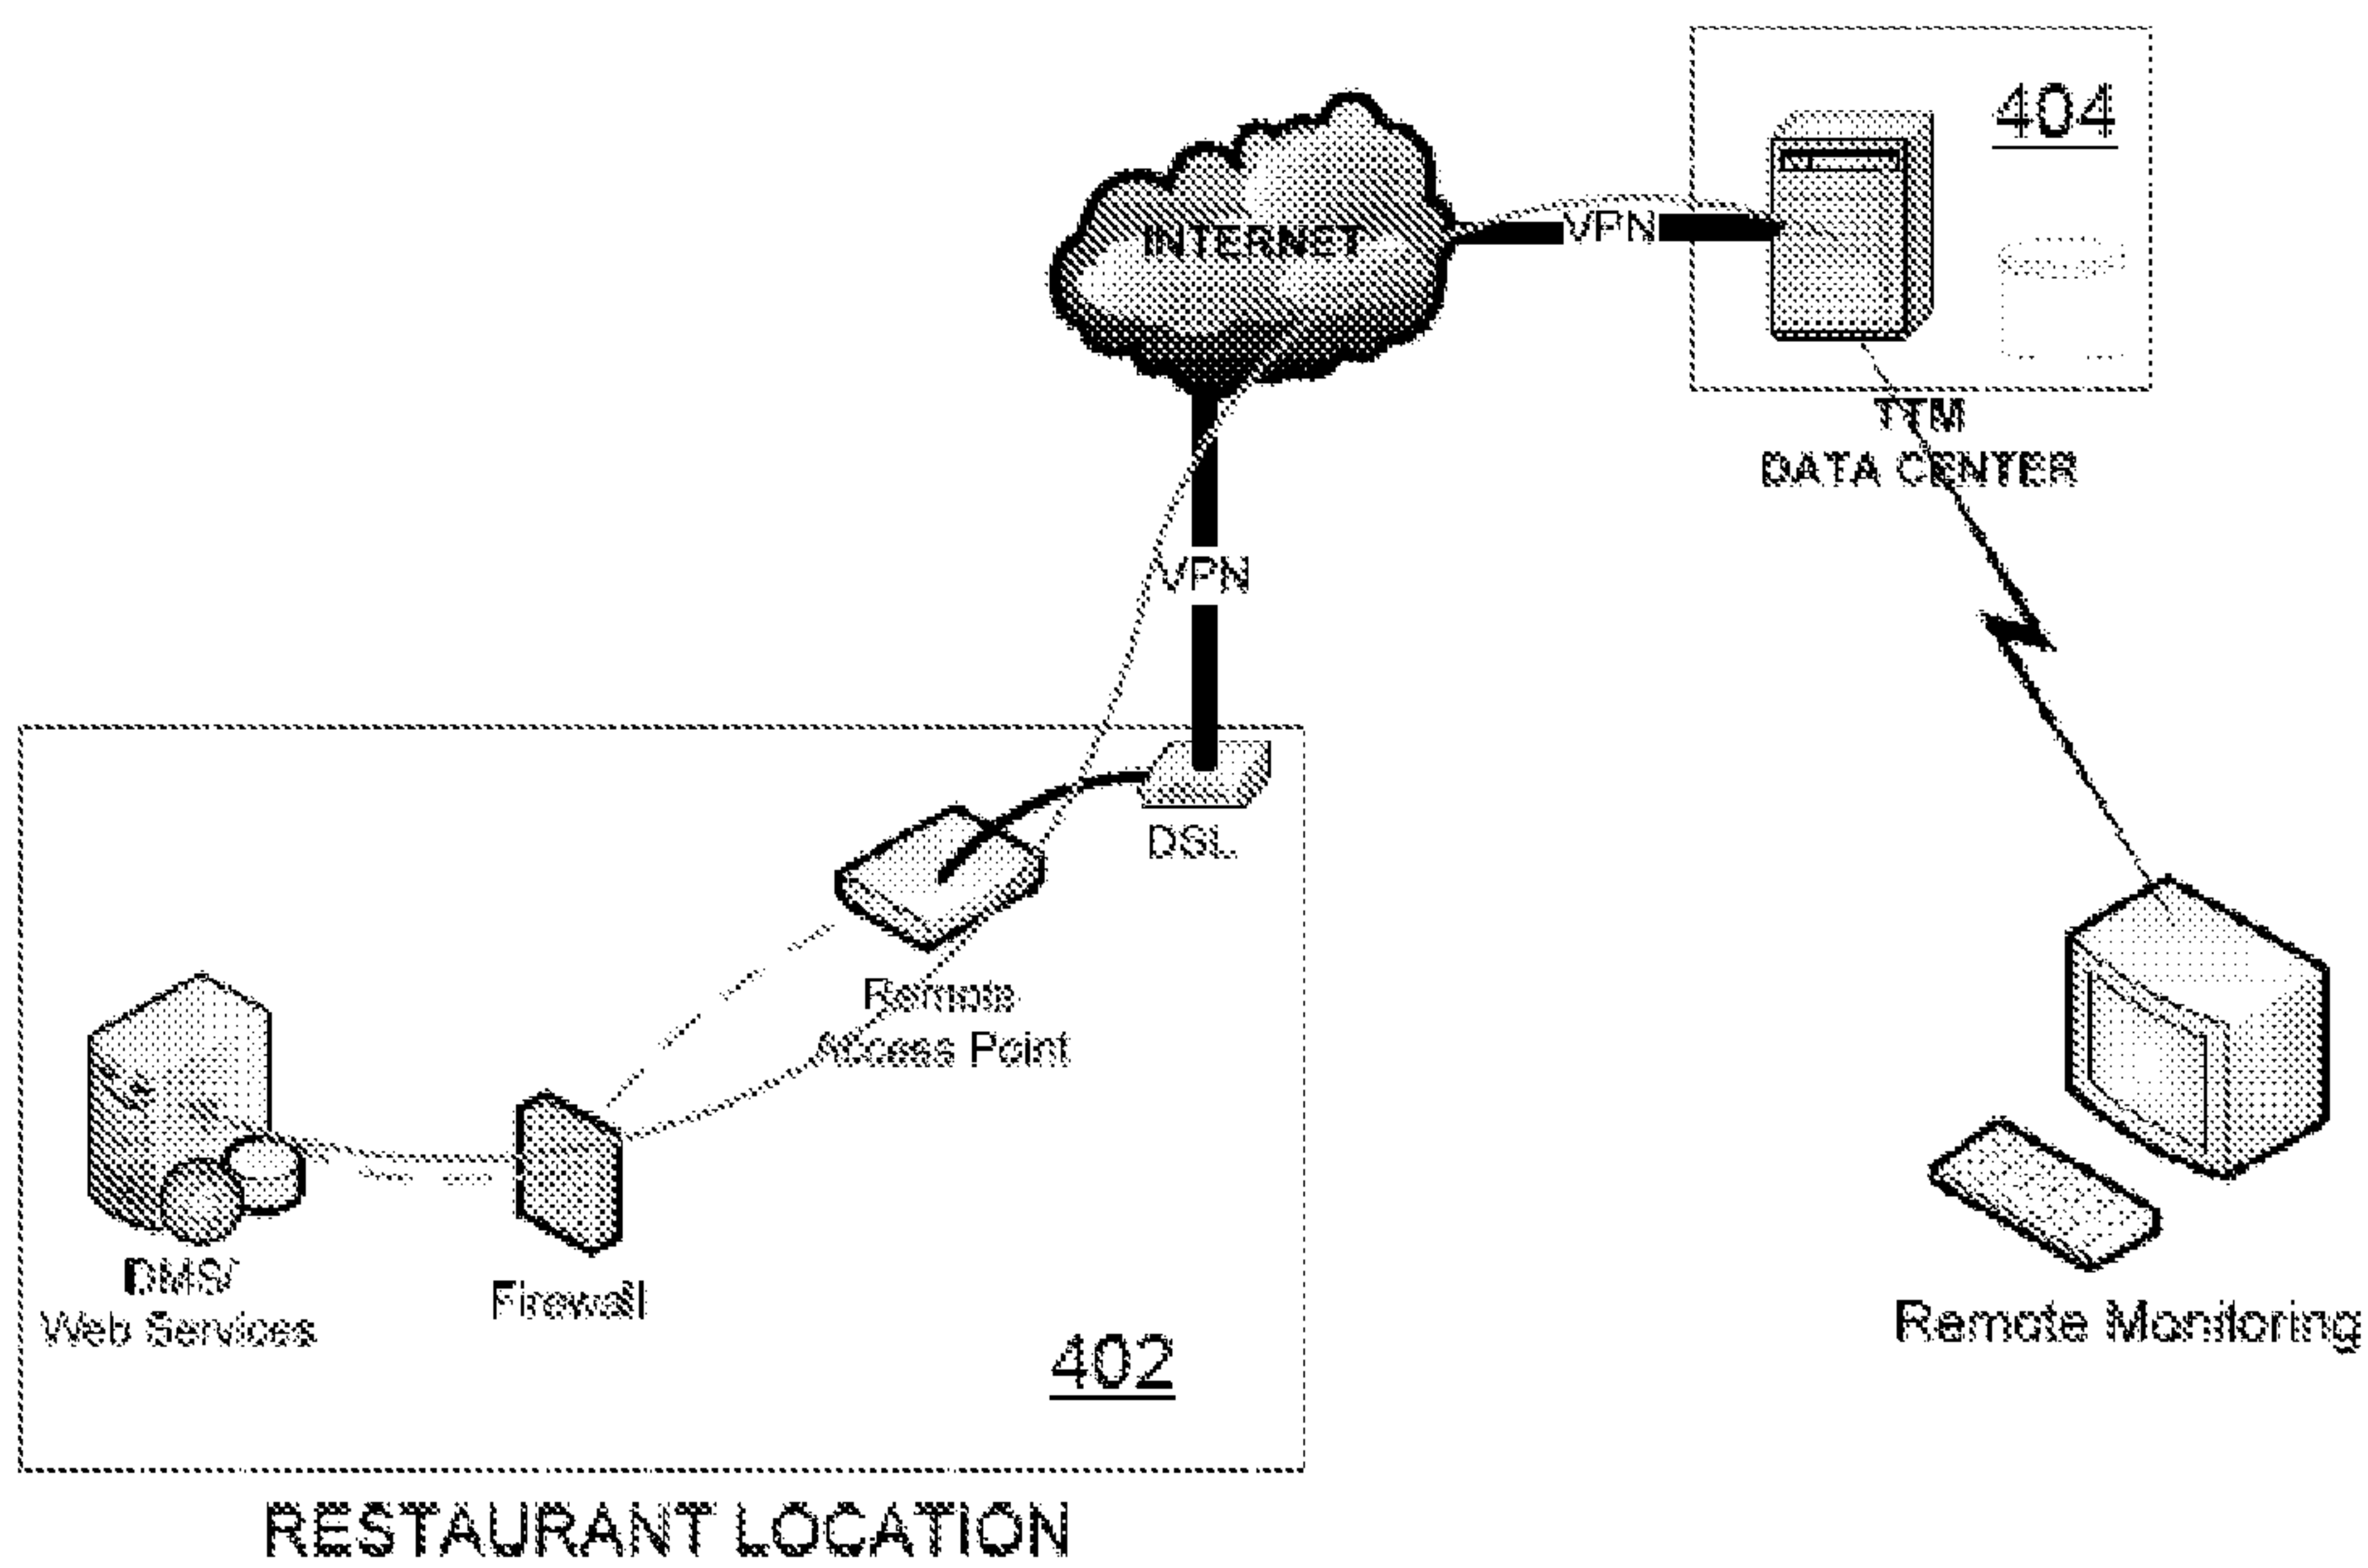 404
INTERNET
VPN
TTM
DATA CENTER
VPN
DSL
Remote
Access Point
DMS/
Web Services
Firewall
402
Remote Monitoring
RESTAURANT LOCATION